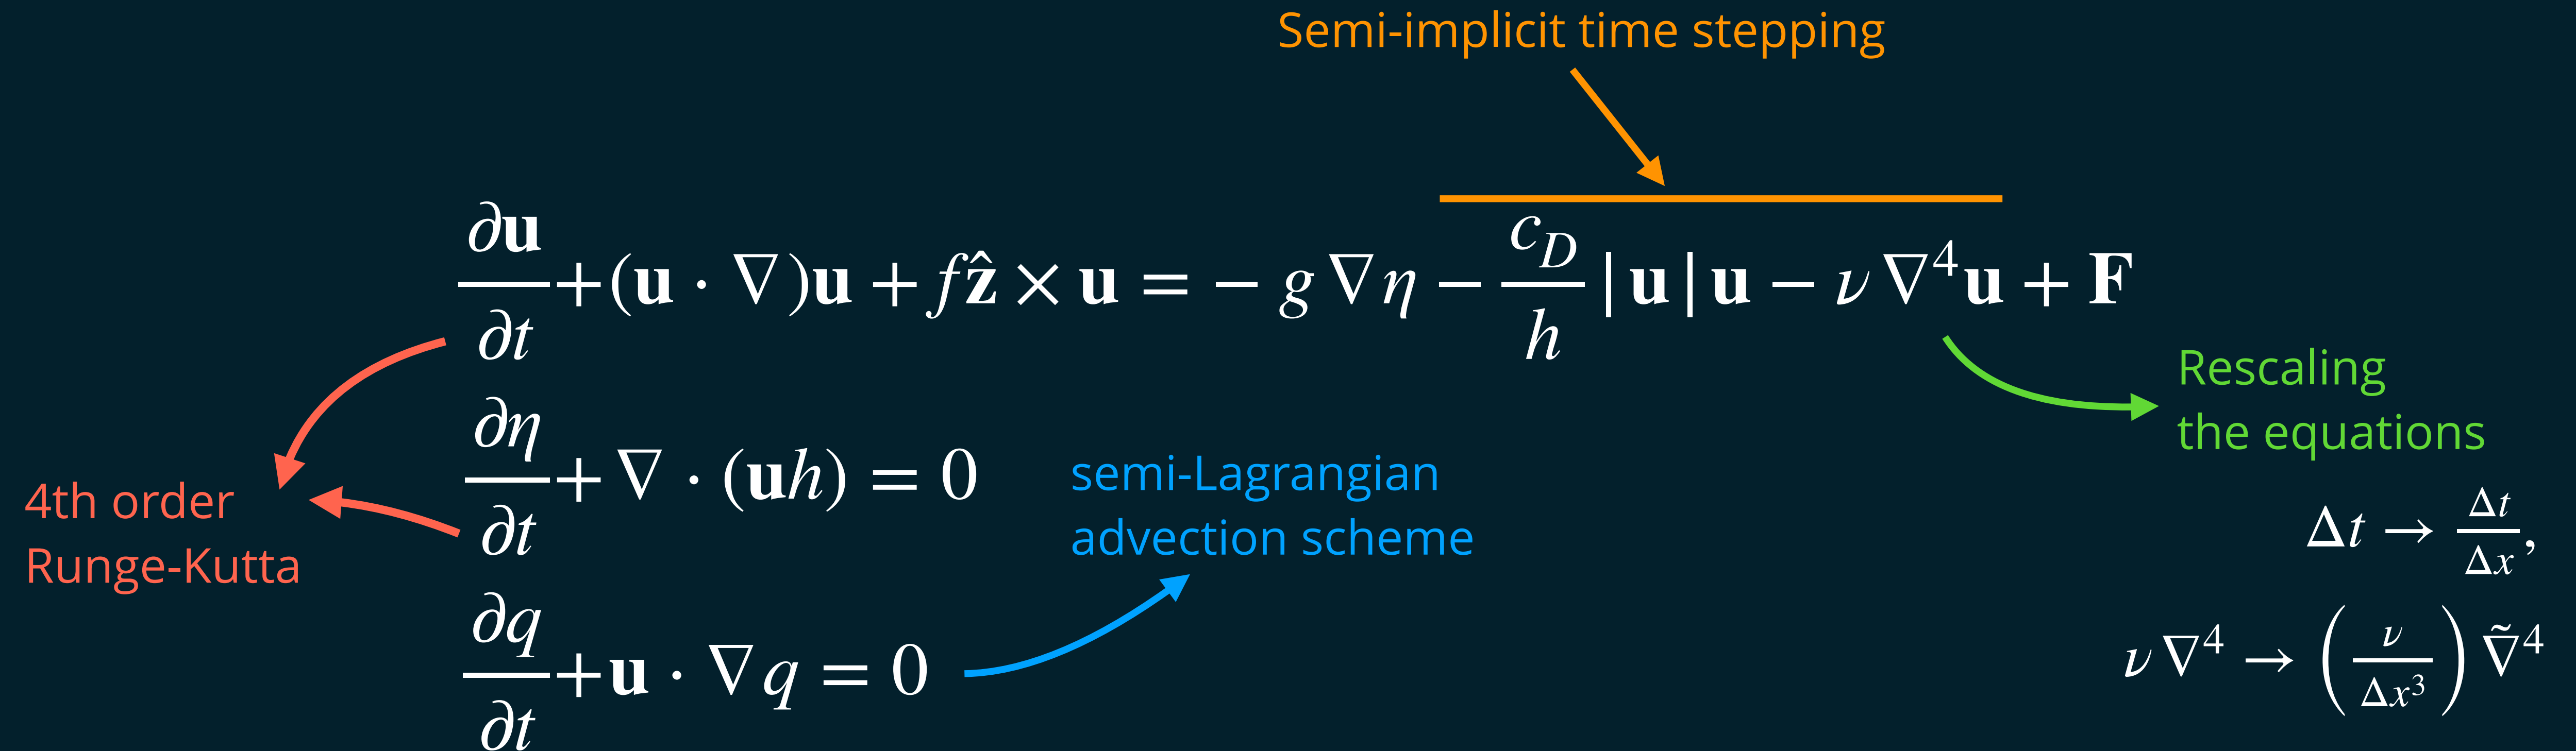 Semi-implicit time stepping
∂𝐮/∂t + (𝐮 · ∇)𝐮 + f𝐳̂ × 𝐮 = − g∇η − c_D/h |𝐮|𝐮 − ν∇⁴𝐮 + 𝐅
Rescaling
the equations
∂η/∂t + ∇ · (𝐮h) = 0
semi-Lagrangian
advection scheme
4th order
Runge-Kutta
Δt → Δt/Δx,
∂q/∂t + 𝐮 · ∇q = 0
ν∇⁴ → (ν/Δx³) ∇̃⁴